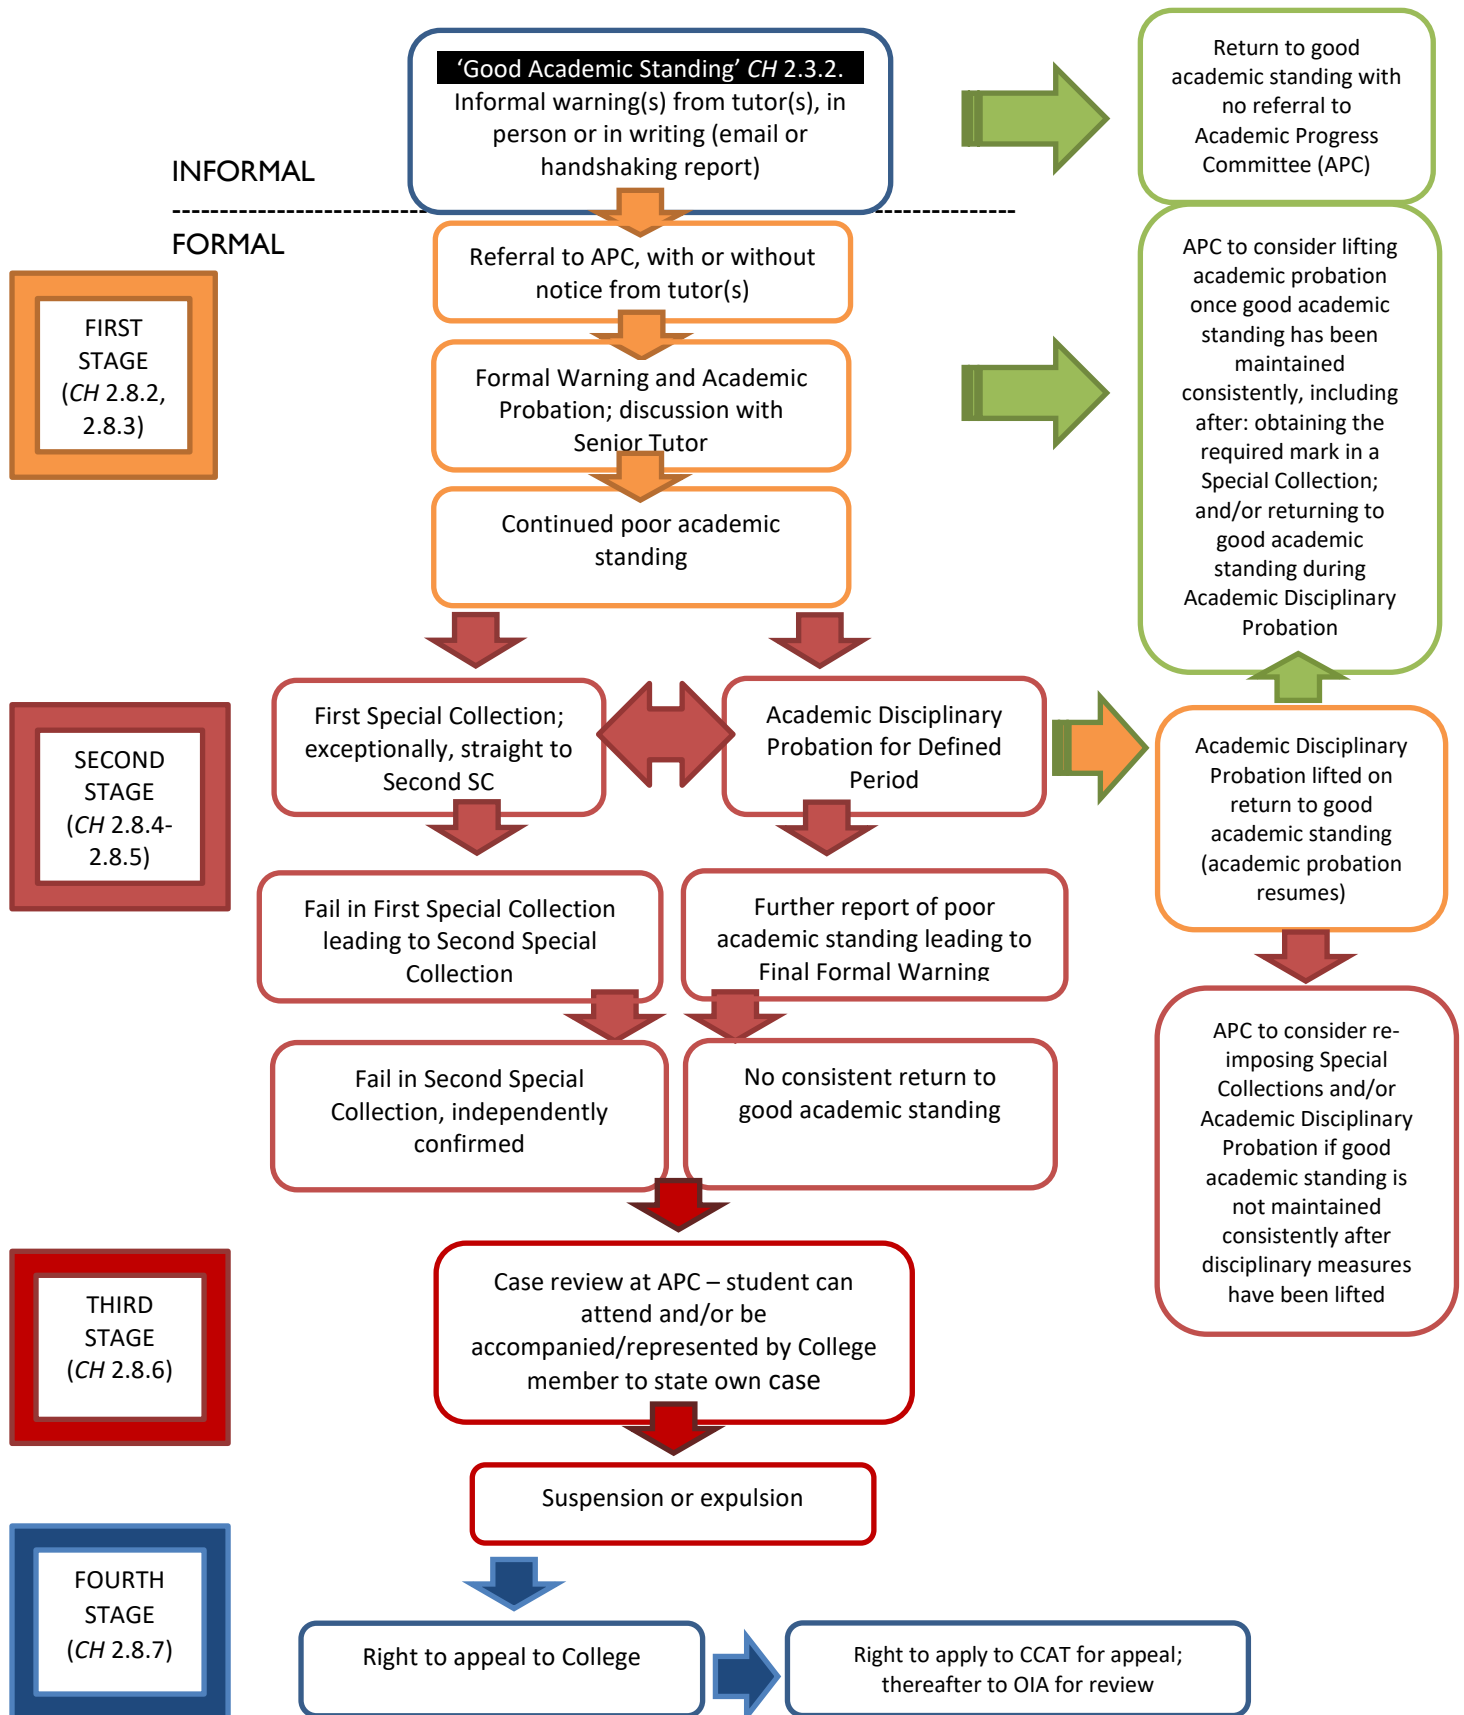 'Good Academic Standing' CH 2.3.2.
Informal warning(s) from tutor(s), in
person or in writing (email or
handshaking report)
Return to good
academic standing with
no referral to
Academic Progress
Committee (APC)
INFORMAL
FORMAL
FIRST
STAGE
(CH 2.8.2,
2.8.3)
Referral to APC, with or without
notice from tutor(s)
Formal Warning and Academic
Probation; discussion with
Senior Tutor
Continued poor academic
standing
APC to consider lifting
academic probation
once good academic
standing has been
maintained
consistently, including
after: obtaining the
required mark in a
Special Collection;
and/or returning to
good academic
standing during
Academic Disciplinary
Probation
SECOND
STAGE
(CH 2.8.4-
2.8.5)
First Special Collection;
exceptionally, straight to
Second SC
Academic Disciplinary
Probation for Defined
Period
Academic Disciplinary
Probation lifted on
return to good
academic standing
(academic probation
resumes)
Fail in First Special Collection
leading to Second Special
Collection
Further report of poor
academic standing leading to
Final Formal Warning
Fail in Second Special
Collection, independently
confirmed
No consistent return to
good academic standing
APC to consider re-
imposing Special
Collections and/or
Academic Disciplinary
Probation if good
academic standing is
not maintained
consistently after
disciplinary measures
have been lifted
THIRD
STAGE
(CH 2.8.6)
Case review at APC – student can
attend and/or be
accompanied/represented by College
member to state own case
Suspension or expulsion
FOURTH
STAGE
(CH 2.8.7)
Right to appeal to College
Right to apply to CCAT for appeal;
thereafter to OIA for review